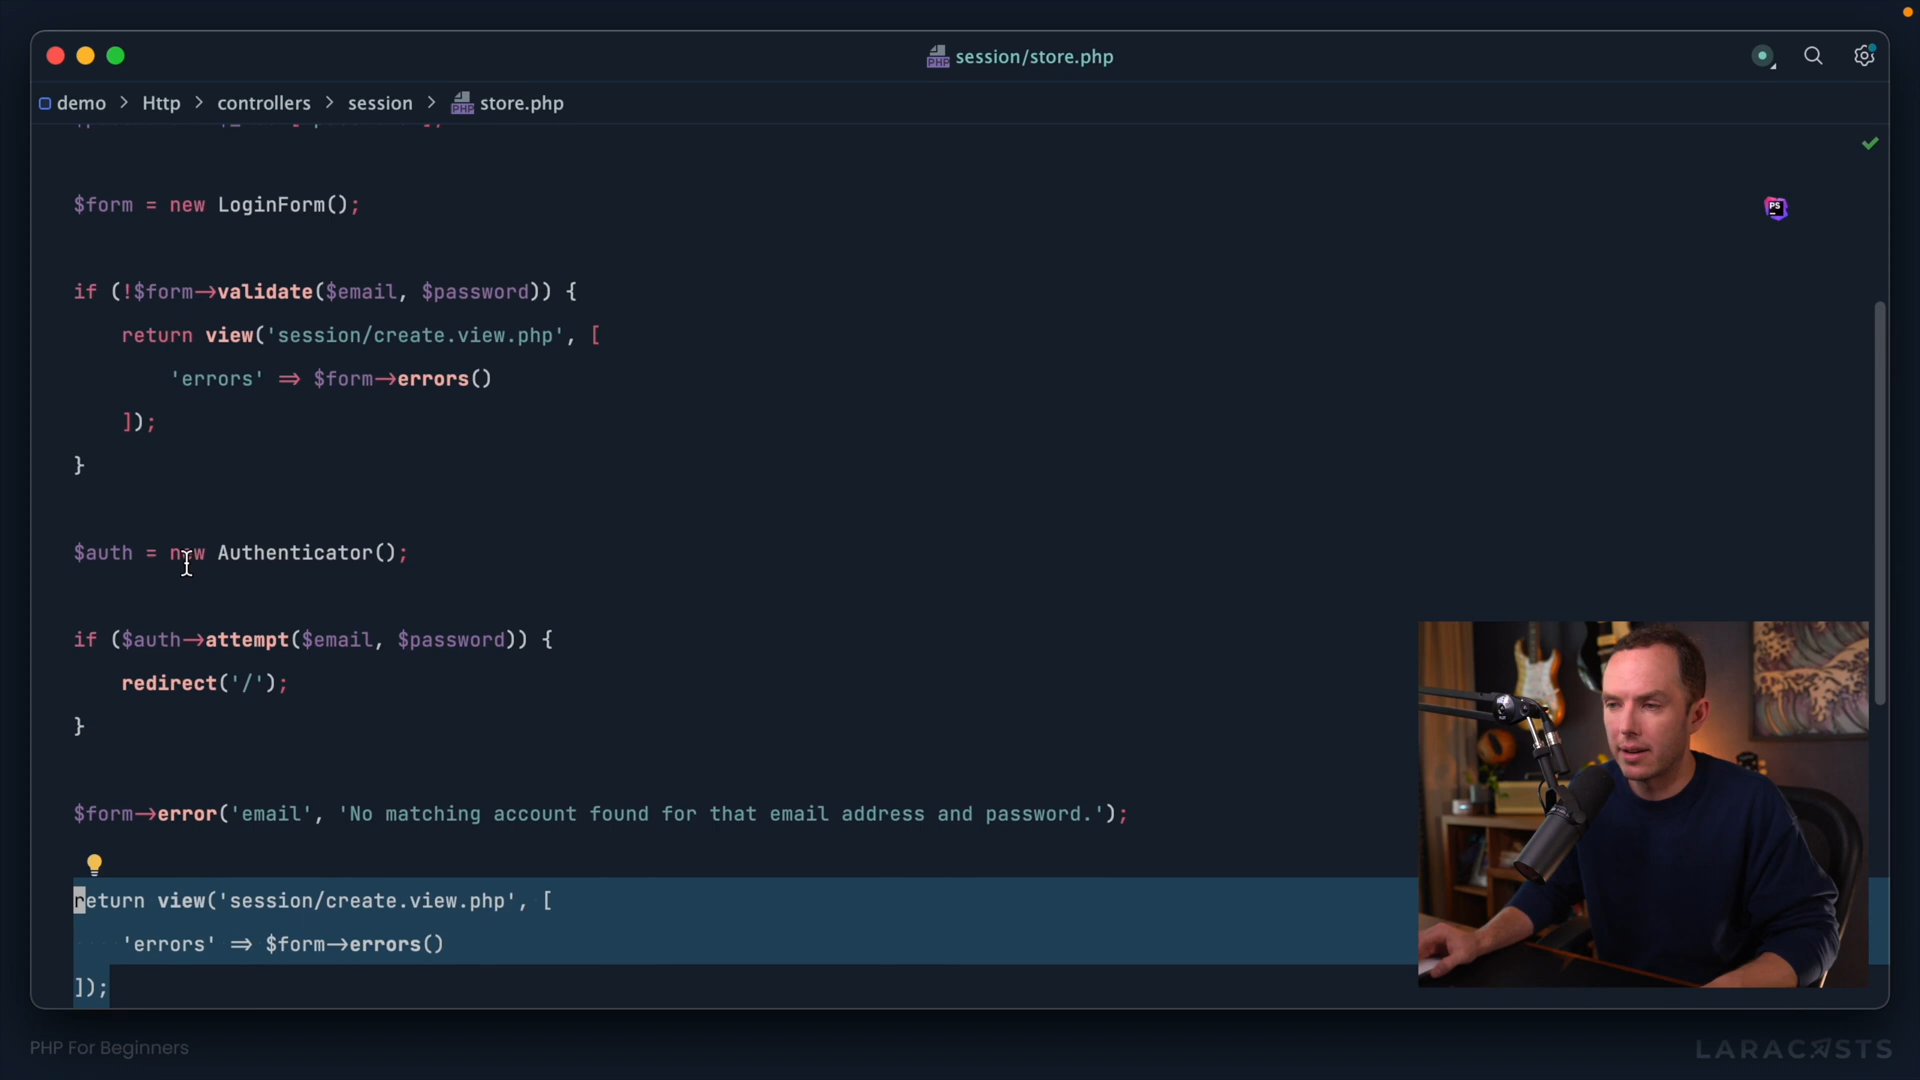 session/store.php
demo > Http > controllers > session > store.php
$form = new LoginForm();
if (!$form->validate($email, $password)) {
return view('session/create.view.php', [
'errors' => $form->errors()
]);
}
$auth = new Authenticator();
if ($auth->attempt($email, $password)) {
redirect('/');
}
$form->error('email', 'No matching account found for that email address and password.');
return view('session/create.view.php', [
'errors' => $form->errors()
]);
PHP For Beginners
LARACASTS